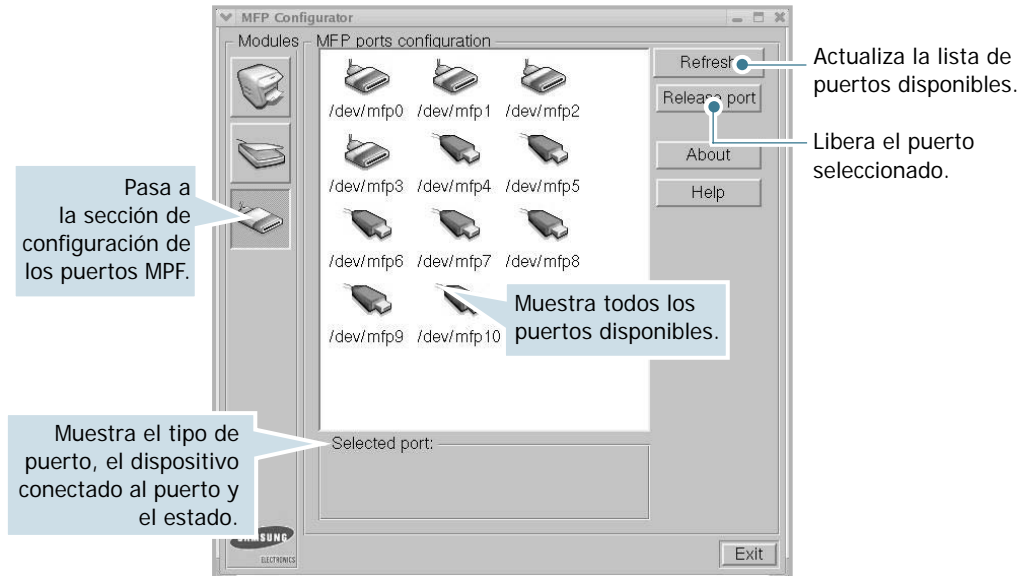 MFP Configurator
Modules
MFP ports configuration
/dev/mfp0 /dev/mfp1 /dev/mfp2
/dev/mfp3 /dev/mfp4 /dev/mfp5
/dev/mfp6 /dev/mfp7 /dev/mfp8
/dev/mfp9 /dev/mfp10
Refresh
Release port
About
Help
Actualiza la lista de
puertos disponibles.
Libera el puerto
seleccionado.
Pasa a
la sección de
configuración de
los puertos MPF.
Muestra todos los
puertos disponibles.
Muestra el tipo de
puerto, el dispositivo
conectado al puerto y
el estado.
Selected port:
SAMSUNG
ELECTRONICS
Exit